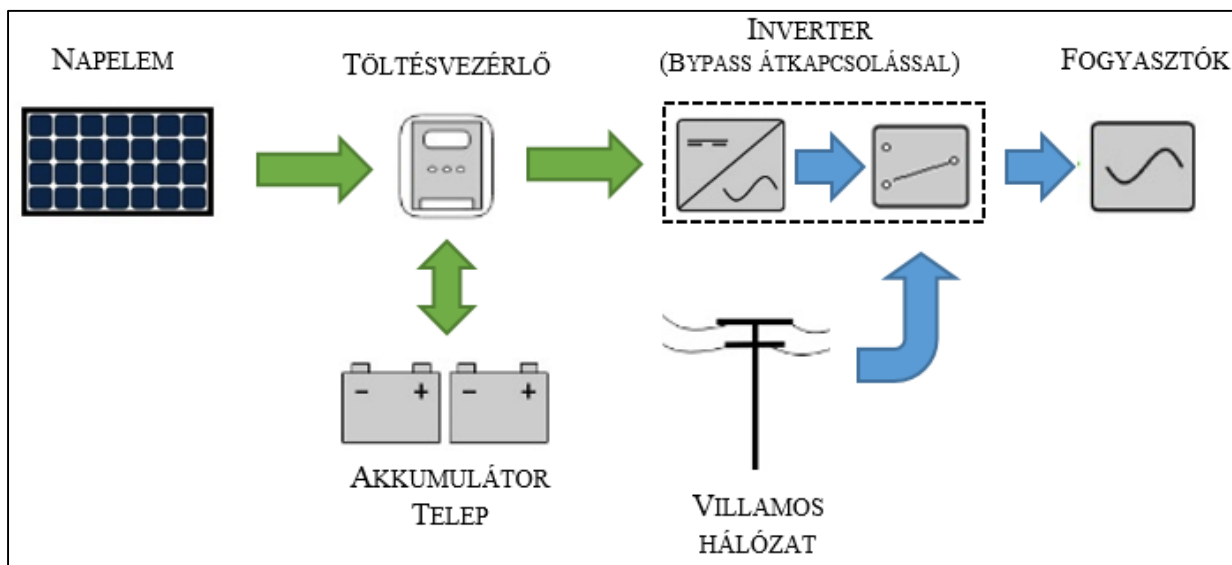 NAPELEM
TÖLTÉSVEZÉRLŐ
INVERTER
(BYPASS ÁTKAPCSOLÁSSAL)
FOGYASZTÓK
− + − +
AKKUMULÁTOR
TELEP
VILLAMOS
HÁLÓZAT